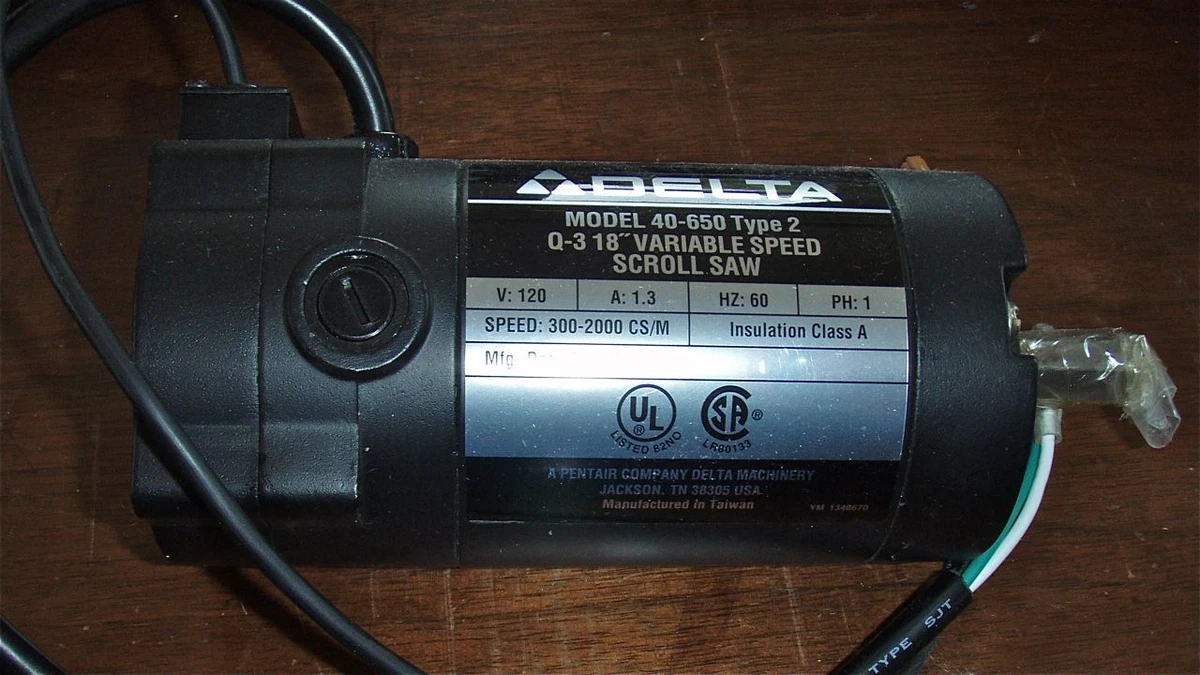 DELTA
MODEL 40-650 Type 2
Q-3 18" VARIABLE SPEED
SCROLL SAW
V: 120 A: 1.3 HZ: 60 PH: 1
SPEED: 300-2000 CS/M Insulation Class A
Mfg.
UL ® SA ®
LISTED 82NO LR80133
A PENTAIR COMPANY DELTA MACHINERY
JACKSON, TN 38305 USA
Manufactured in Taiwan YM 1348670
TYPE SJT